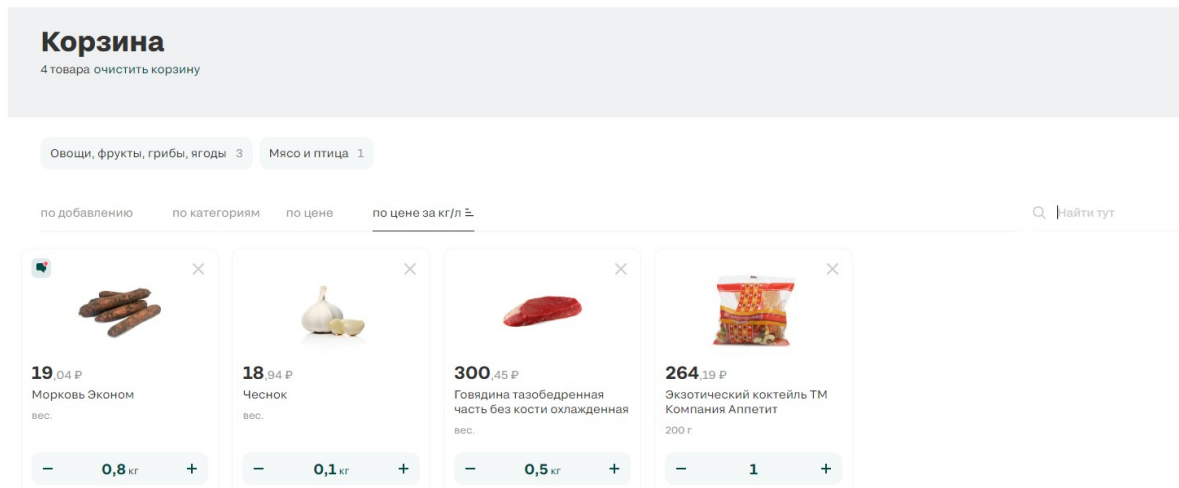 Корзина
4 товара очистить корзину
Овощи, фрукты, грибы, ягоды 3 Мясо и птица 1
по добавлению по категориям по цене по цене за кг/л Найти тут
19,04 ₽
Морковь Эконом
вес.
− 0,8 кг +
18,94 ₽
Чеснок
вес.
− 0,1 кг +
300,45 ₽
Говядина тазобедренная
часть без кости охлажденная
вес.
− 0,5 кг +
264,19 ₽
Экзотический коктейль ТМ
Компания Аппетит
200 г
− 1 +